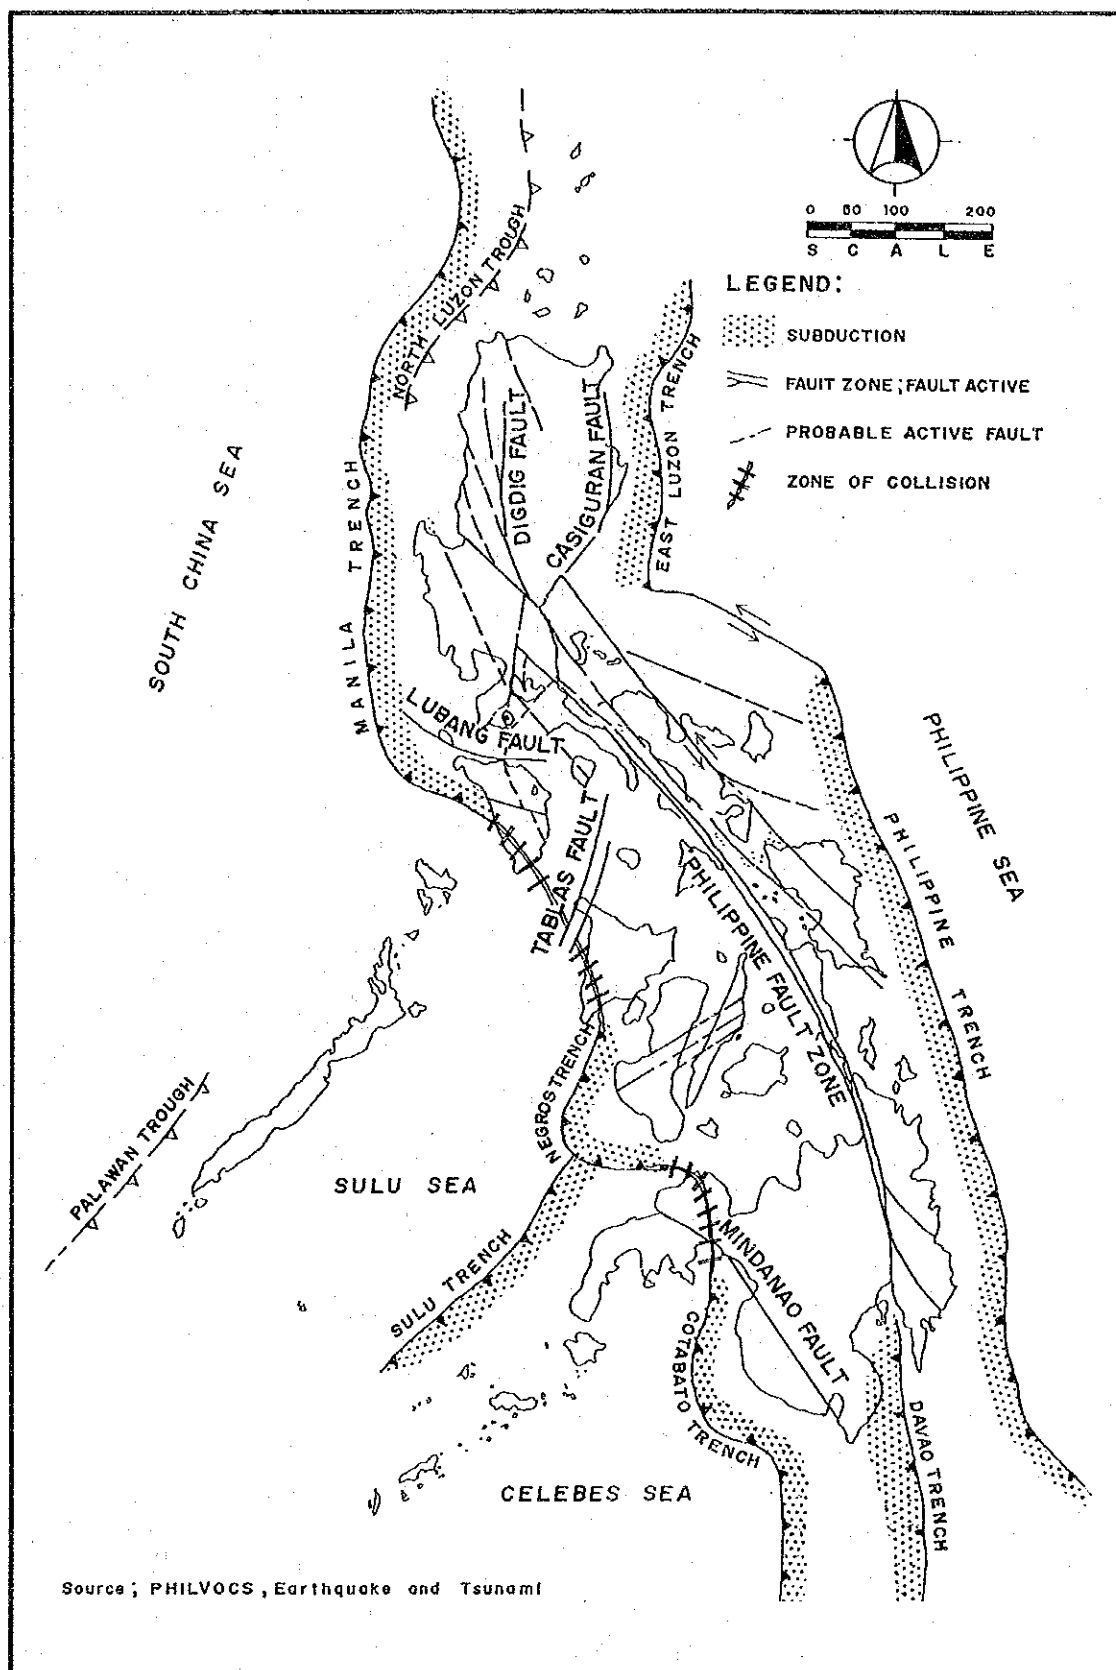 0 50 100 200
S C A L E
LEGEND:
SUBDUCTION
FAUIT ZONE; FAULT ACTIVE
PROBABLE ACTIVE FAULT
ZONE OF COLLISION
NORTH LUZON TROUGH
EAST LUZON TRENCH
DIGDIG FAULT
CASIGURAN FAULT
SOUTH CHINA SEA
MANILA TRENCH
LUBANG FAULT
PHILIPPINE SEA
PHILIPPINE TRENCH
TABLAS FAULT
PHILIPPINE FAULT ZONE
NEGROS TRENCH
PALAWAN TROUGH
SULU SEA
SULU TRENCH
MINDANAO FAULT
COTABATO TRENCH
DAVAO TRENCH
CELEBES SEA
Source; PHILVOCS, Earthquake and Tsunami